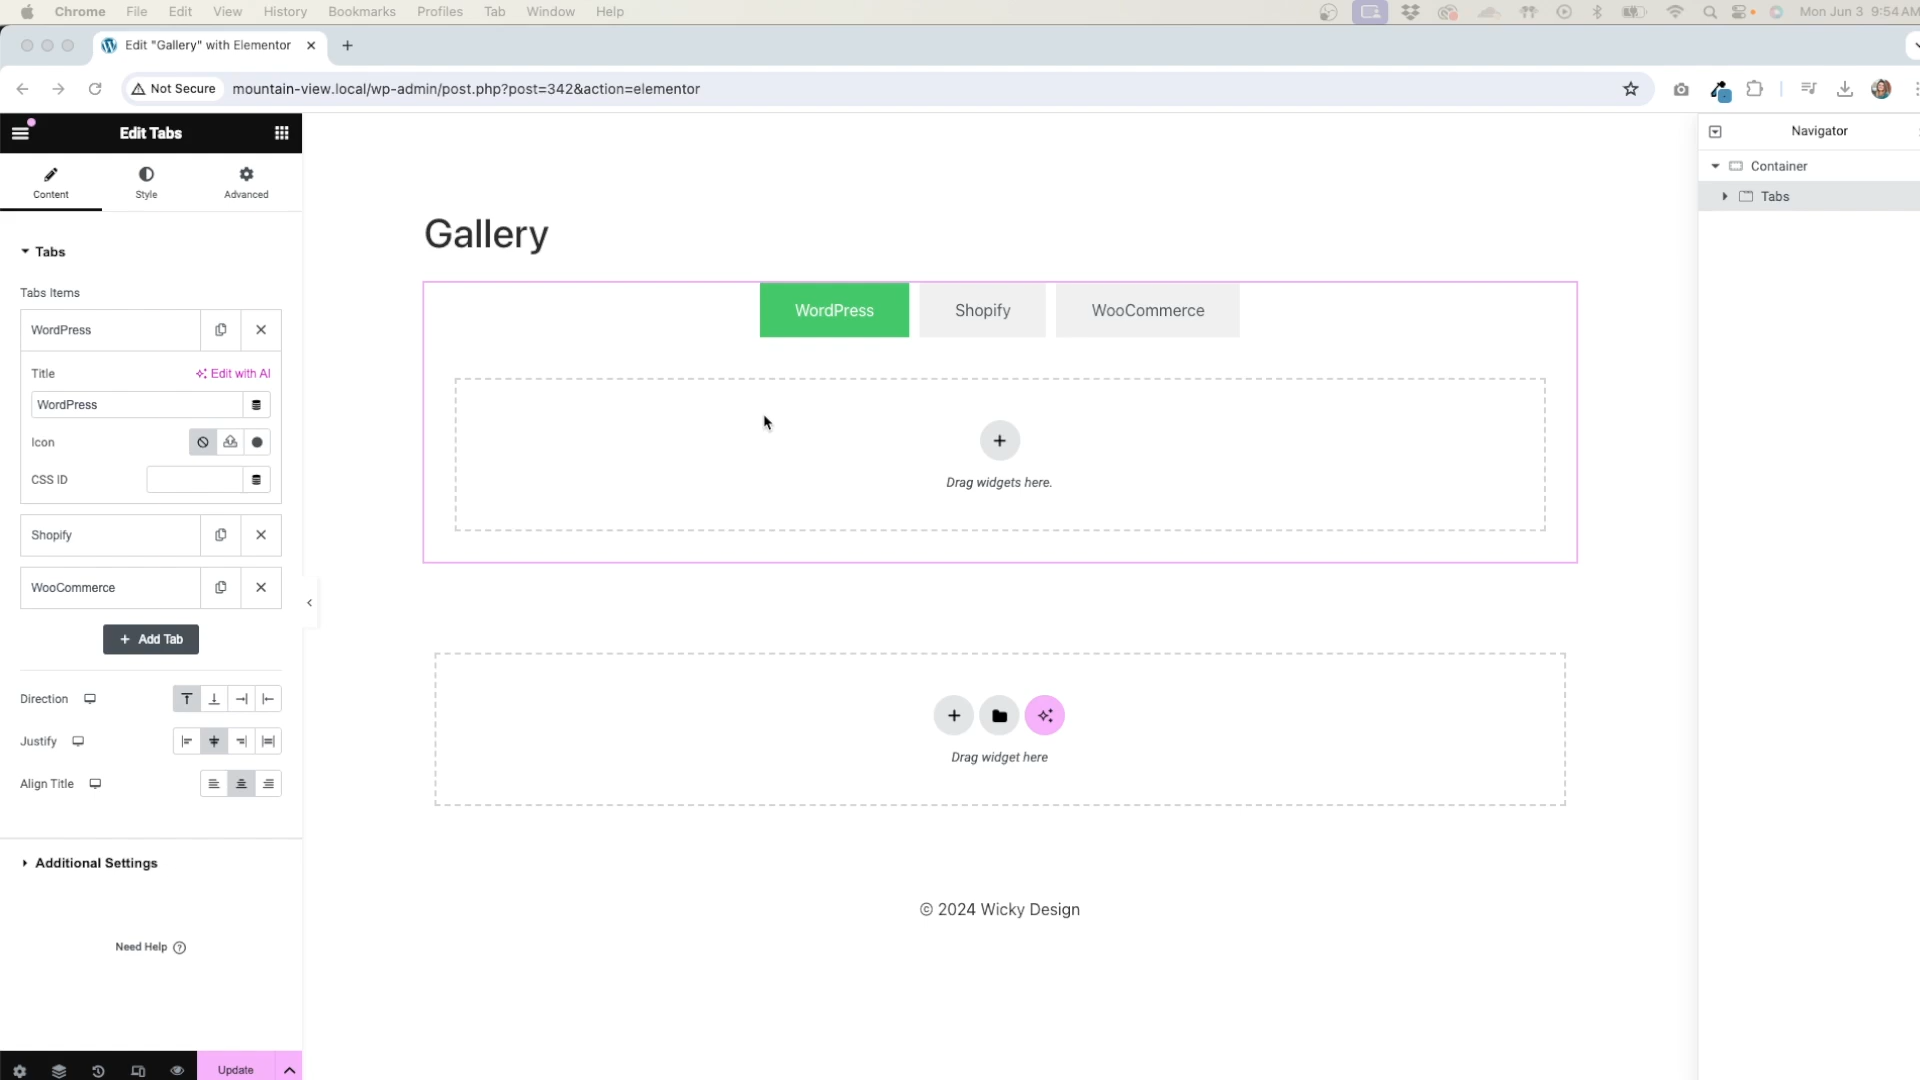 Chrome File Edit View History Bookmarks Profiles Tab Window Help Mon Jun 3 9:54 AM
Edit "Gallery" with Elementor
Not Secure mountain-view.local/wp-admin/post.php?post=342&action=elementor
Edit Tabs
Navigator
Content Style Advanced
Container
Tabs
Gallery
Tabs
Tabs Items
WordPress Shopify WooCommerce
WordPress
Title Edit with AI
WordPress
Icon
CSS ID
Drag widgets here.
Shopify
WooCommerce
Add Tab
Direction
Justify
Align Title
Drag widget here
Additional Settings
© 2024 Wicky Design
Need Help
Update